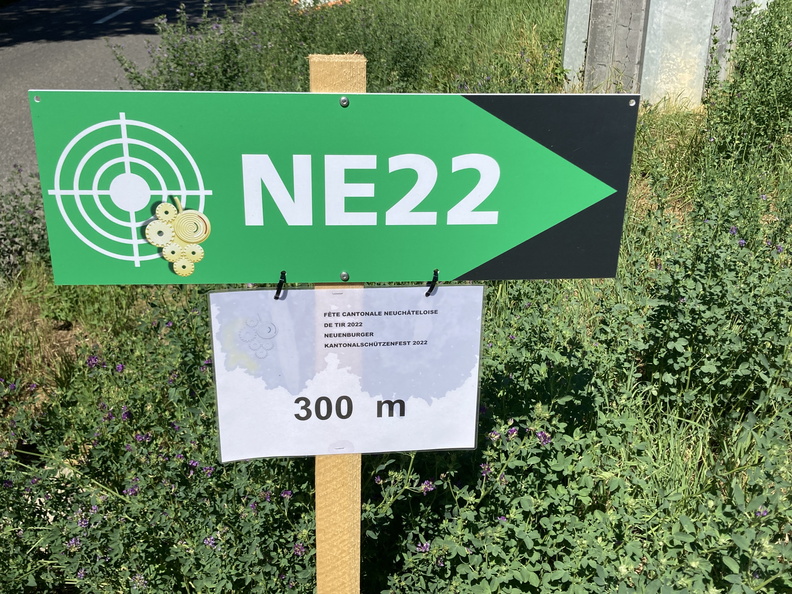 NE22
FÊTE CANTONALE NEUCHÂTELOISE
DE TIR 2022
NEUENBURGER
KANTONALSCHÜTZENFEST 2022
300 m